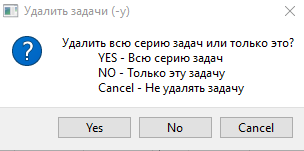 Удалить задачи (-у)
Удалить всю серию задач или только это?
YES - Всю серию задач
NO - Только эту задачу
Cancel - Не удалять задачу
Yes
No
Cancel